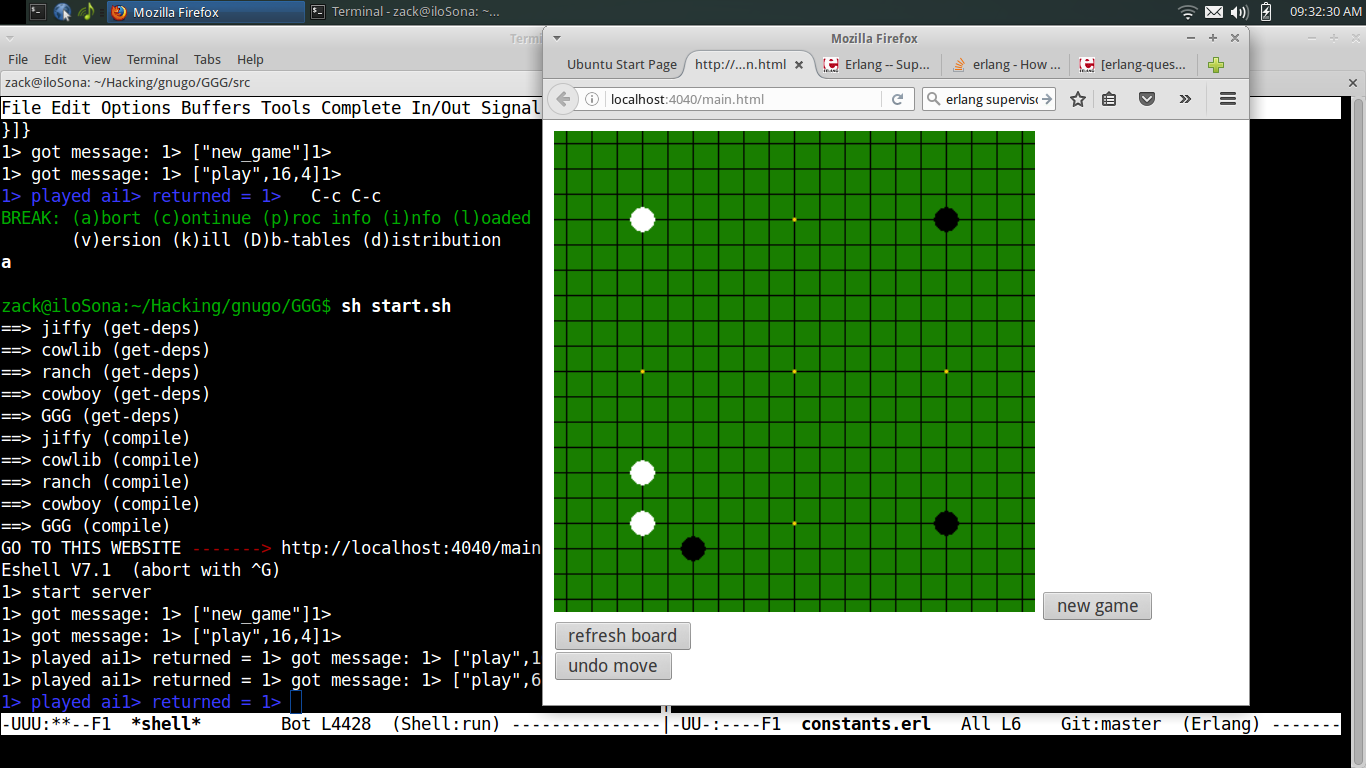 Mozilla Firefox
Terminal - zack@iloSona: ~...
09:32:30 AM
Termi
File Edit View Terminal Tabs Help
zack@iloSona: ~/Hacking/gnugo/GGG/src
File Edit Options Buffers Tools Complete In/Out Signal
}]}
1> got message: 1> ["new_game"]1>
1> got message: 1> ["play",16,4]1>
1> played ai1> returned = 1>   C-c C-c
BREAK: (a)bort (c)ontinue (p)roc info (i)nfo (l)oaded
       (v)ersion (k)ill (D)b-tables (d)istribution
a
zack@iloSona:~/Hacking/gnugo/GGG$ sh start.sh
==> jiffy (get-deps)
==> cowlib (get-deps)
==> ranch (get-deps)
==> cowboy (get-deps)
==> GGG (get-deps)
==> jiffy (compile)
==> cowlib (compile)
==> ranch (compile)
==> cowboy (compile)
==> GGG (compile)
GO TO THIS WEBSITE -------> http://localhost:4040/main
Eshell V7.1  (abort with ^G)
1> start server
1> got message: 1> ["new_game"]1>
1> got message: 1> ["play",16,4]1>
1> played ai1> returned = 1> got message: 1> ["play",1
1> played ai1> returned = 1> got message: 1> ["play",6
1> played ai1> returned = 1>
-UUU:**--F1  *shell*      Bot L4428  (Shell:run) ---------------|-UU-:----F1  constants.erl   All L6    Git:master  (Erlang) -------
Mozilla Firefox
Ubuntu Start Page
http://...n.html
Erlang -- Sup...
erlang - How ...
[erlang-ques...
localhost:4040/main.html
erlang superviso
new game
refresh board
undo move